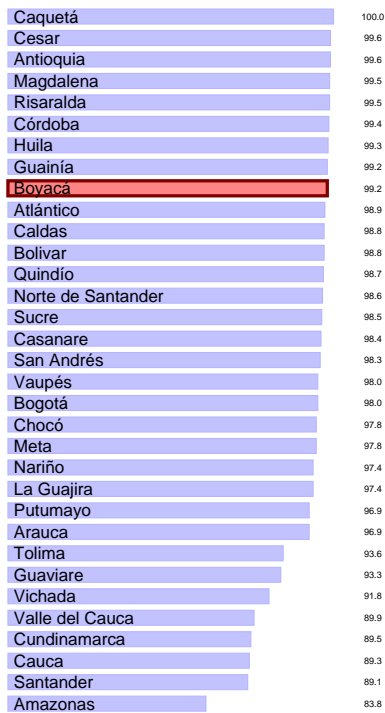 Caquetá 100.0
Cesar 99.6
Antioquia 99.6
Magdalena 99.5
Risaralda 99.5
Córdoba 99.4
Huila 99.3
Guainía 99.2
Boyacá 99.2
Atlántico 98.9
Caldas 98.8
Bolivar 98.8
Quindío 98.7
Norte de Santander 98.6
Sucre 98.5
Casanare 98.4
San Andrés 98.3
Vaupés 98.0
Bogotá 98.0
Chocó 97.8
Meta 97.8
Nariño 97.4
La Guajira 97.4
Putumayo 96.9
Arauca 96.9
Tolima 93.6
Guaviare 93.3
Vichada 91.8
Valle del Cauca 89.9
Cundinamarca 89.5
Cauca 89.3
Santander 89.1
Amazonas 83.8